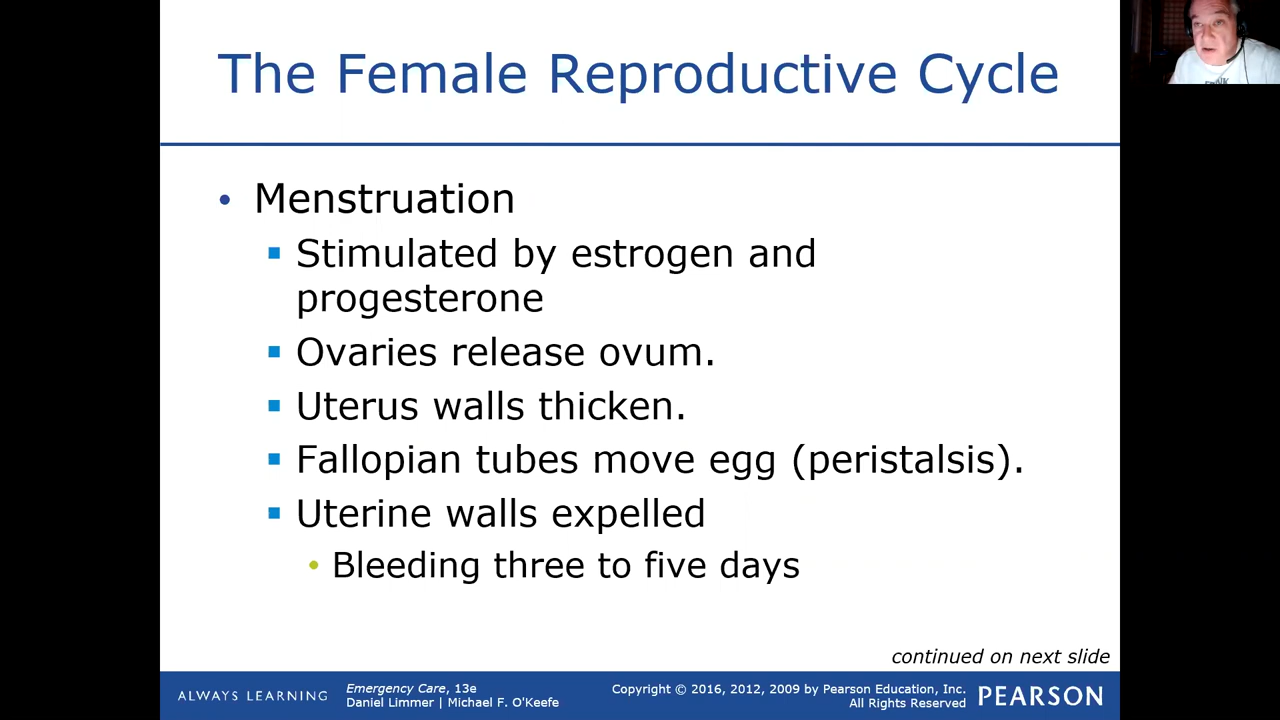 The Female Reproductive Cycle
• Menstruation
▪ Stimulated by estrogen and
progesterone
▪ Ovaries release ovum.
▪ Uterus walls thicken.
▪ Fallopian tubes move egg (peristalsis).
▪ Uterine walls expelled
• Bleeding three to five days
continued on next slide
ALWAYS LEARNING
Emergency Care, 13e
Daniel Limmer | Michael F. O'Keefe
Copyright © 2016, 2012, 2009 by Pearson Education, Inc.
All Rights Reserved
PEARSON